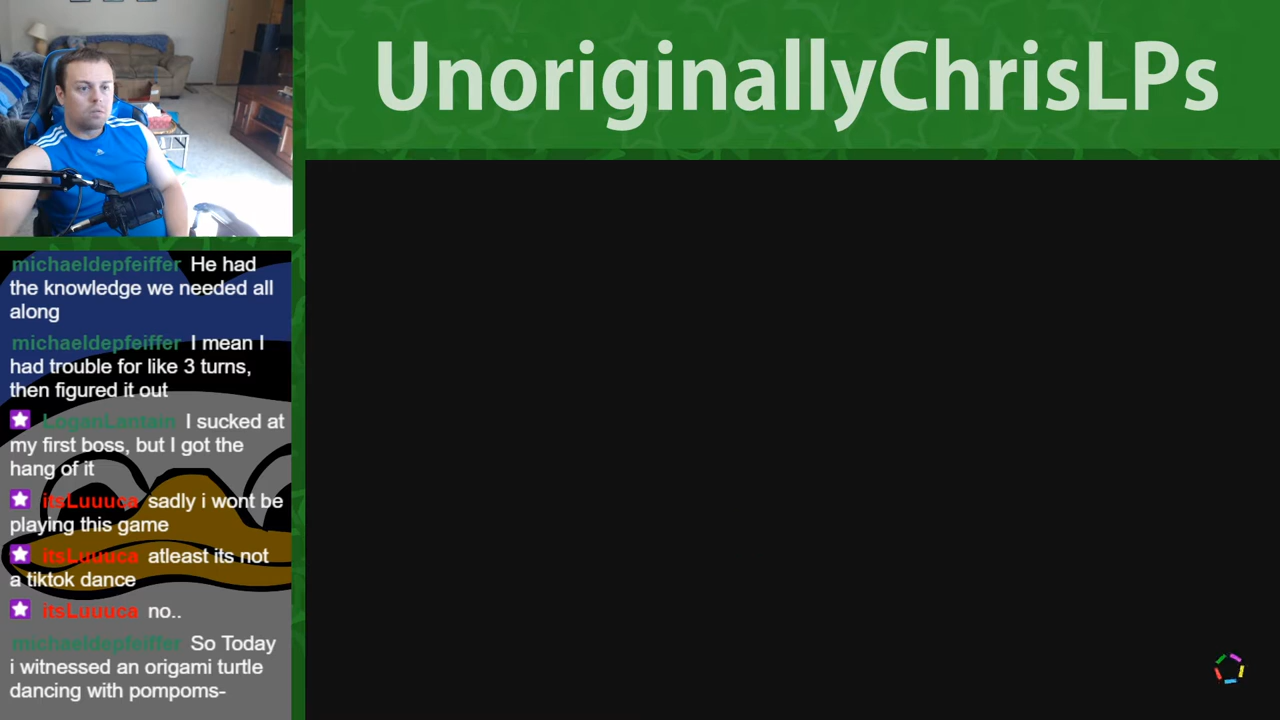 UnoriginallyChrisLPs
michaeldepfeiffer He had
the knowledge we needed all
along
michaeldepfeiffer I mean I
had trouble for like 3 turns,
then figured it out
LoganLantain I sucked at
my first boss, but I got the
hang of it
itsLuuuca sadly i wont be
playing this game
itsLuuuca atleast its not
a tiktok dance
itsLuuuca no..
michaeldepfeiffer So Today
i witnessed an origami turtle
dancing with pompoms-